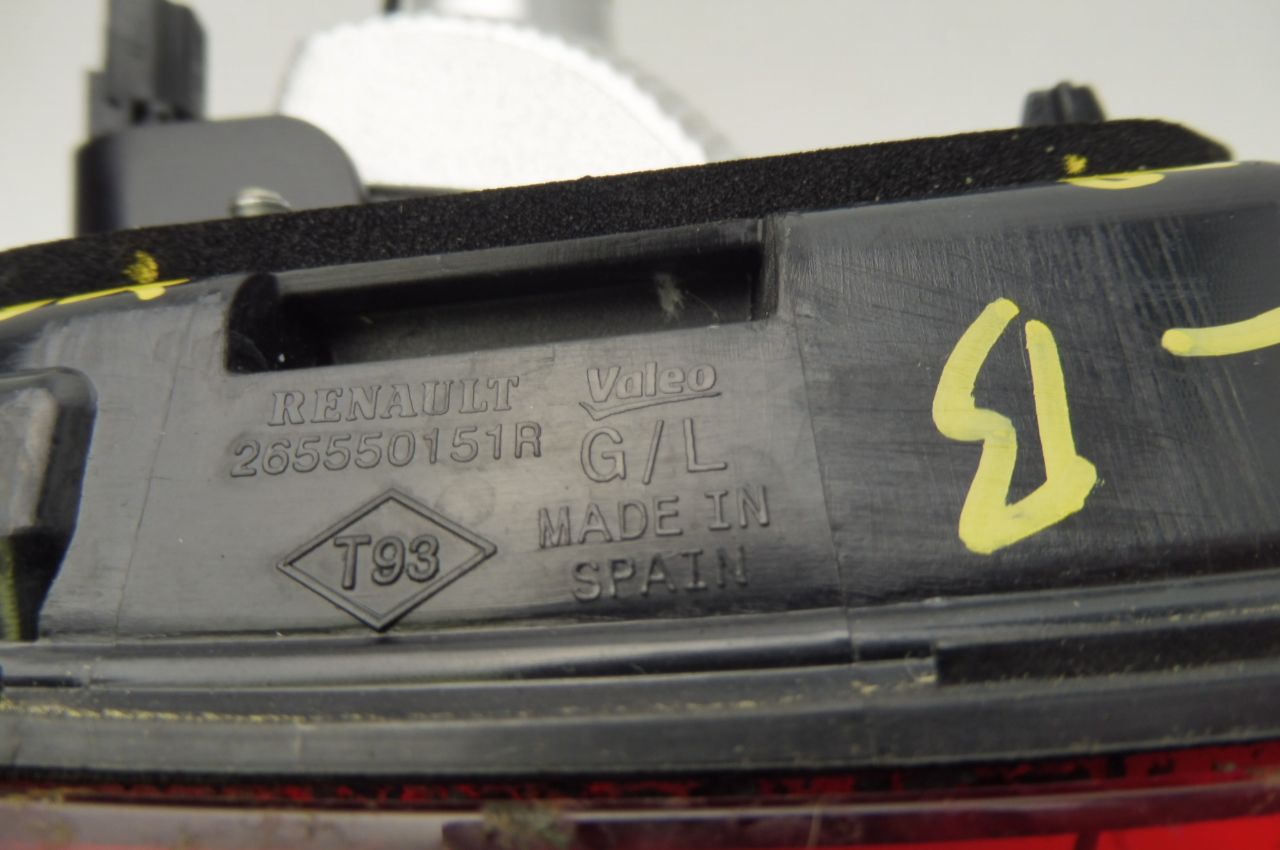 RENAULT
265550151R
T93
Valeo
G/L
MADE IN
SPAIN